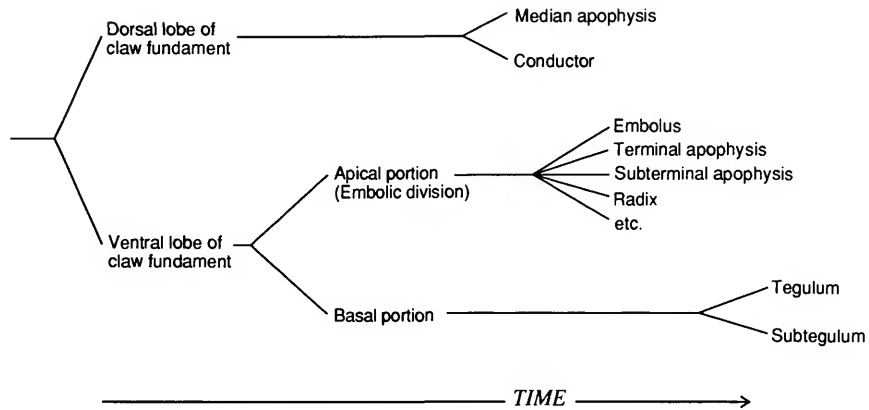 Dorsal lobe of
claw fundament
Median apophysis
Conductor
Embolus
Terminal apophysis
Subterminal apophysis
Radix
etc.
Apical portion
(Embolic division)
Ventral lobe of
claw fundament
Basal portion
Tegulum
Subtegulum
TIME